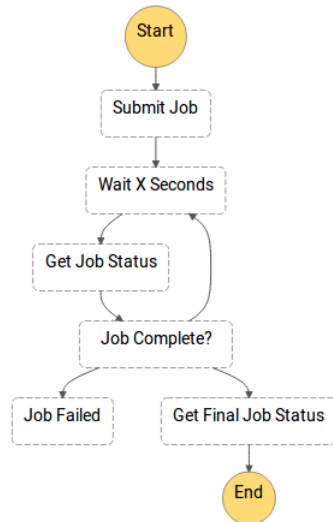 Start
Submit Job
Wait X Seconds
Get Job Status
Job Complete?
Job Failed
Get Final Job Status
End